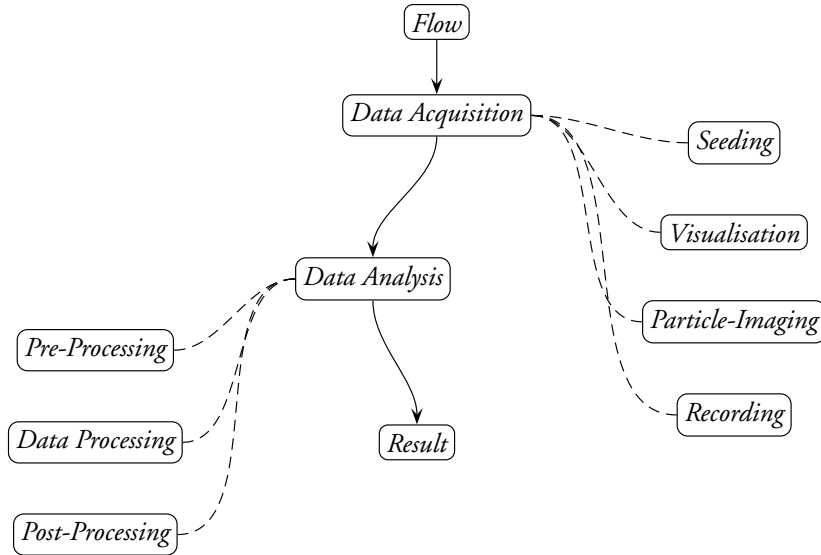 Flow
Data Acquisition
Seeding
Visualisation
Data Analysis
Particle-Imaging
Pre-Processing
Recording
Data Processing
Result
Post-Processing